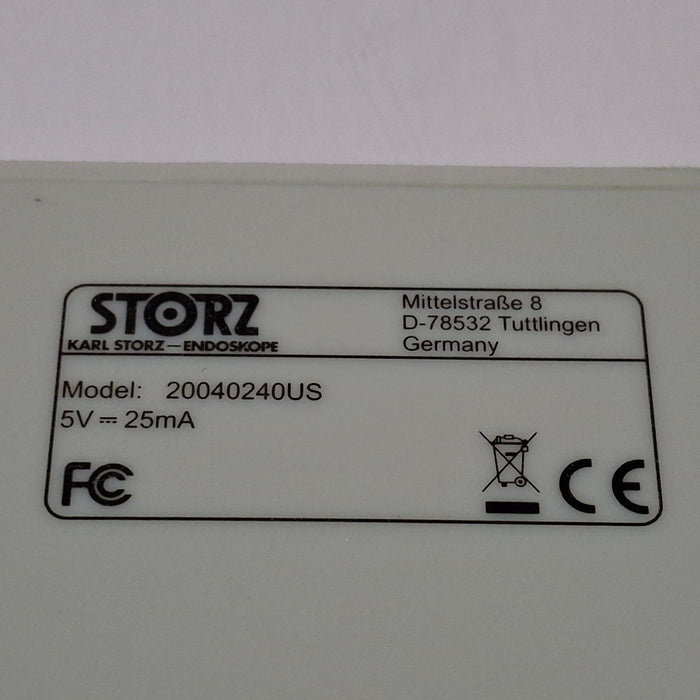 STORZ
KARL STORZ—ENDOSKOPE
Mittelstraße 8
D-78532 Tuttlingen
Germany
Model: 20040240US
5V ⎓ 25mA
FC
CE